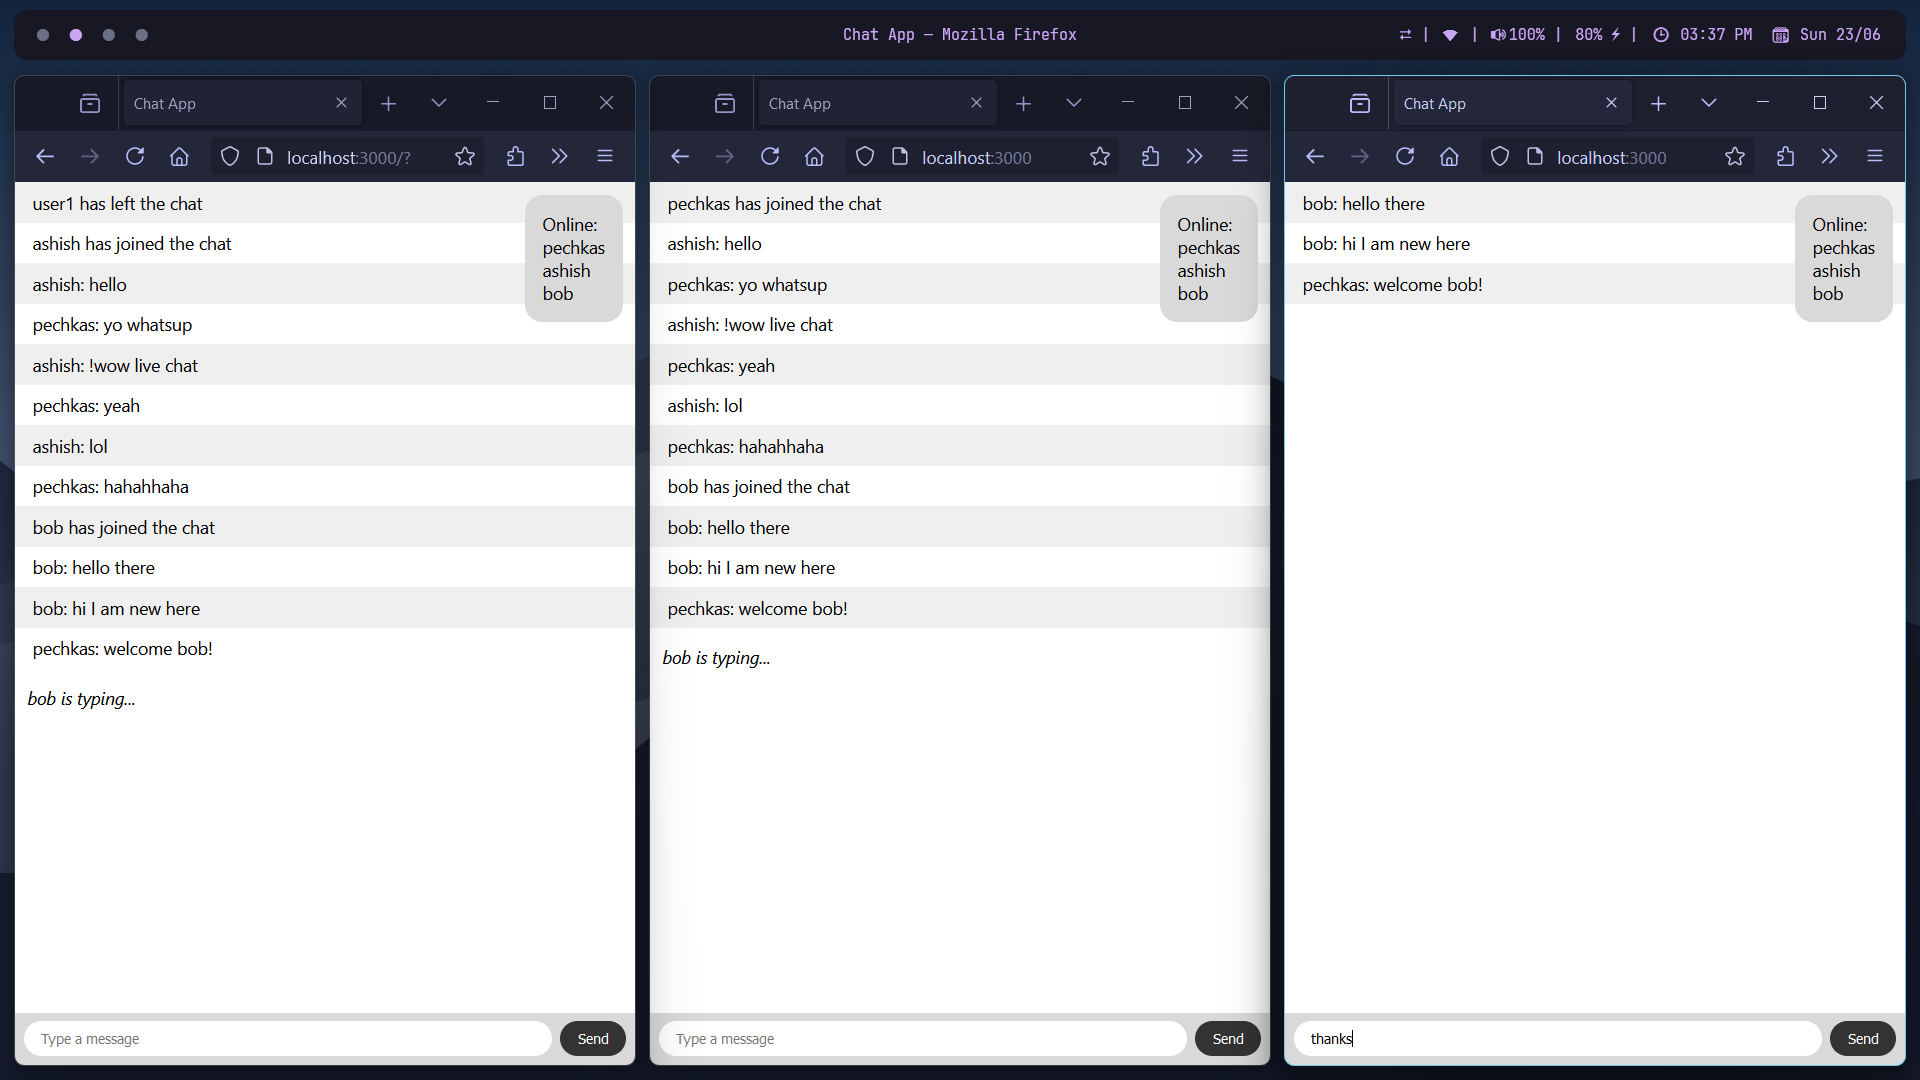 Chat App — Mozilla Firefox
100% | 80% | 03:37 PM Sun 23/06
Chat App
localhost:3000/?
user1 has left the chat
ashish has joined the chat
ashish: hello
pechkas: yo whatsup
ashish: !wow live chat
pechkas: yeah
ashish: lol
pechkas: hahahhaha
bob has joined the chat
bob: hello there
bob: hi I am new here
pechkas: welcome bob!
bob is typing...
Online:
pechkas
ashish
bob
Type a message
Send
Chat App
localhost:3000
pechkas has joined the chat
ashish: hello
pechkas: yo whatsup
ashish: !wow live chat
pechkas: yeah
ashish: lol
pechkas: hahahhaha
bob has joined the chat
bob: hello there
bob: hi I am new here
pechkas: welcome bob!
bob is typing...
Online:
pechkas
ashish
bob
Type a message
Send
Chat App
localhost:3000
bob: hello there
bob: hi I am new here
pechkas: welcome bob!
Online:
pechkas
ashish
bob
thanks
Send